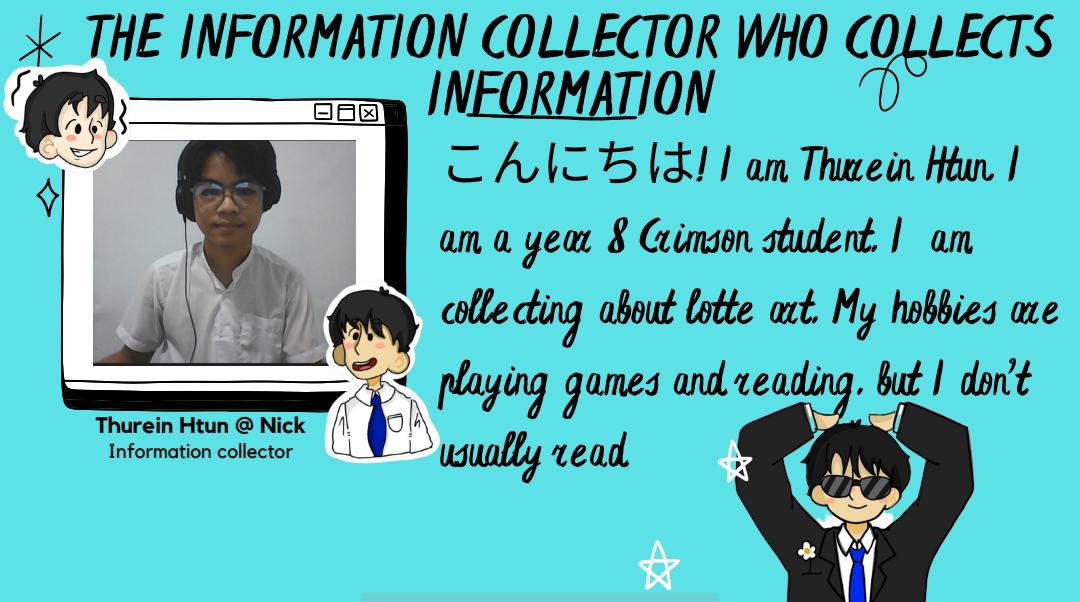 THE INFORMATION COLLECTOR WHO COLLECTS
INFORMATION
こんにちは! I am Thurein Htun. I
am a year 8 Crimson student. I am
collecting about lotte art. My hobbies are
playing games and reading. but I don't
usually read
Thurein Htun @ Nick
Information collector